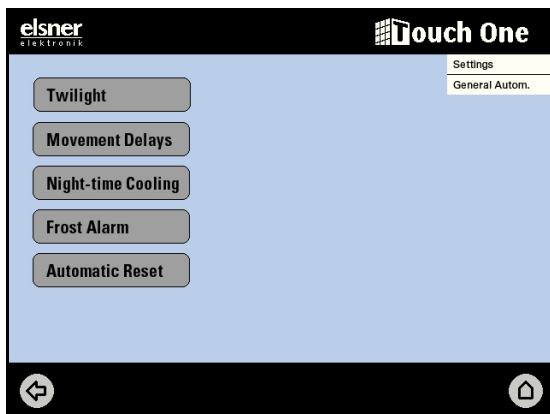 elsner
elektronik
Touch One
Settings
General Autom.
Twilight
Movement Delays
Night-time Cooling
Frost Alarm
Automatic Reset